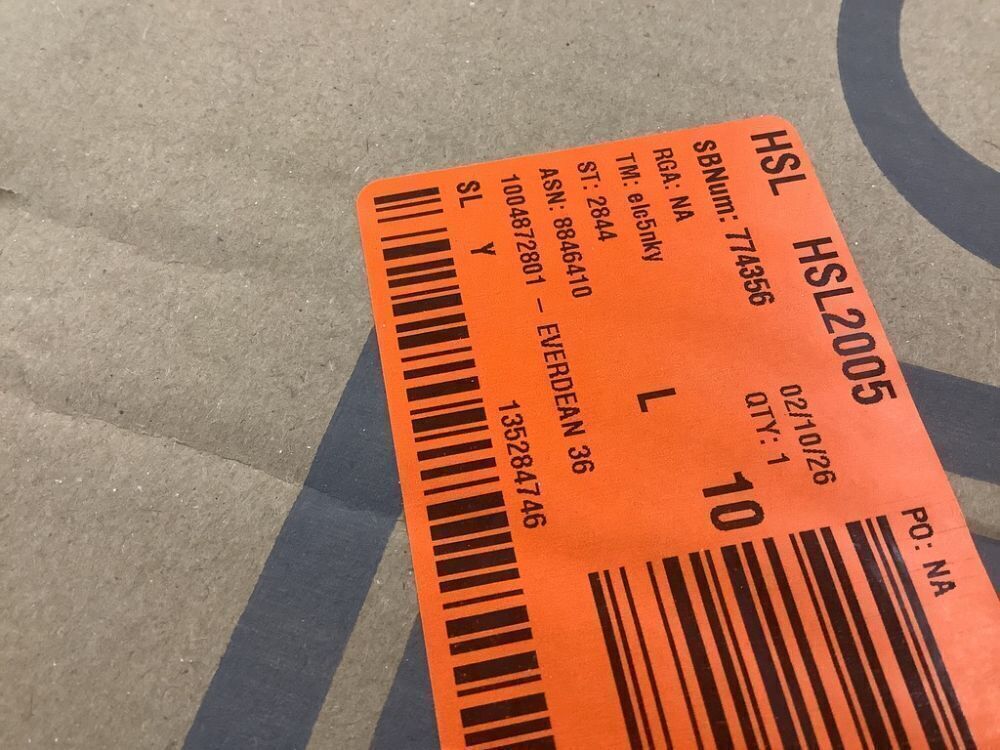 HSL HSL2005 PO: NA
SBNum: 774356 02/10/26
RGA: NA QTY: 1
TM: elc5nky 10
ST: 2844 L
ASN: 8846410
1004872801 – EVERDEAN 36
SL Y 135284746